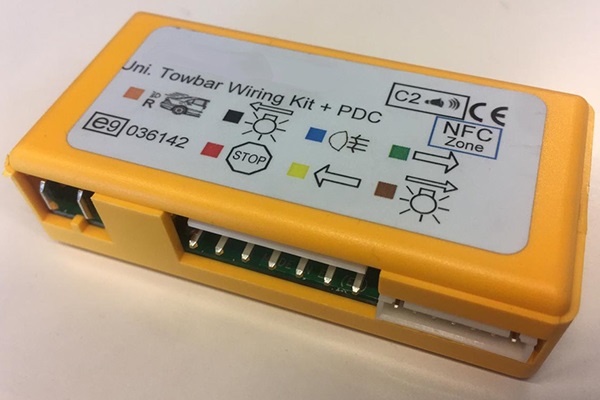 Uni. Towbar Wiring Kit + PDC
C2
CE
NFC
Zone
R
e9 036142
STOP